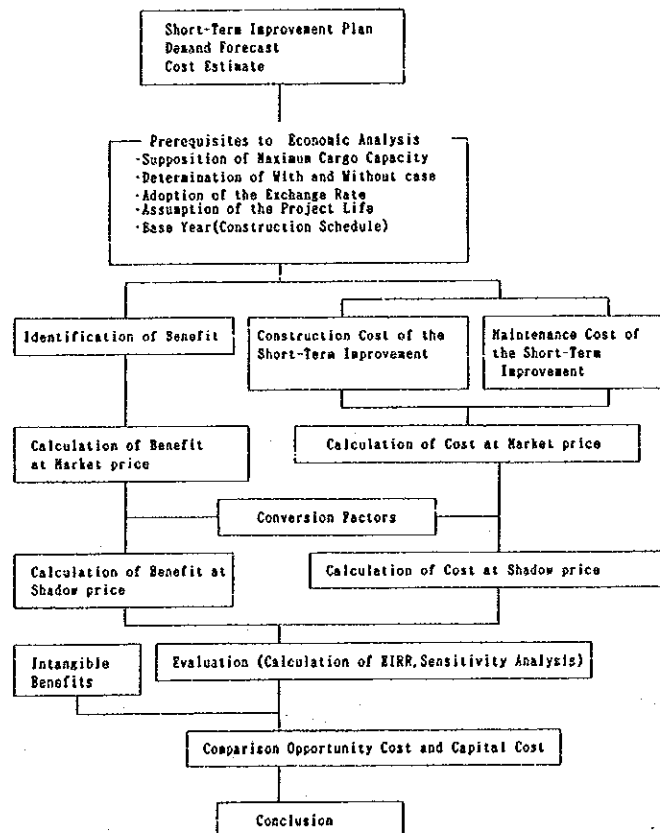 Short-Term Improvement Plan
Demand Forecast
Cost Estimate
Prerequisites to Economic Analysis
·Supposition of Maximum Cargo Capacity
·Determination of With and Without case
·Adoption of the Exchange Rate
·Assumption of the Project Life
·Base Year(Construction Schedule)
Identification of Benefit
Construction Cost of the
Short-Term Improvement
Maintenance Cost of
the Short-Term
Improvement
Calculation of Benefit
at Market price
Calculation of Cost at Market price
Conversion Factors
Calculation of Benefit at
Shadow price
Calculation of Cost at Shadow price
Intangible
Benefits
Evaluation (Calculation of EIRR,Sensitivity Analysis)
Comparison Opportunity Cost and Capital Cost
Conclusion